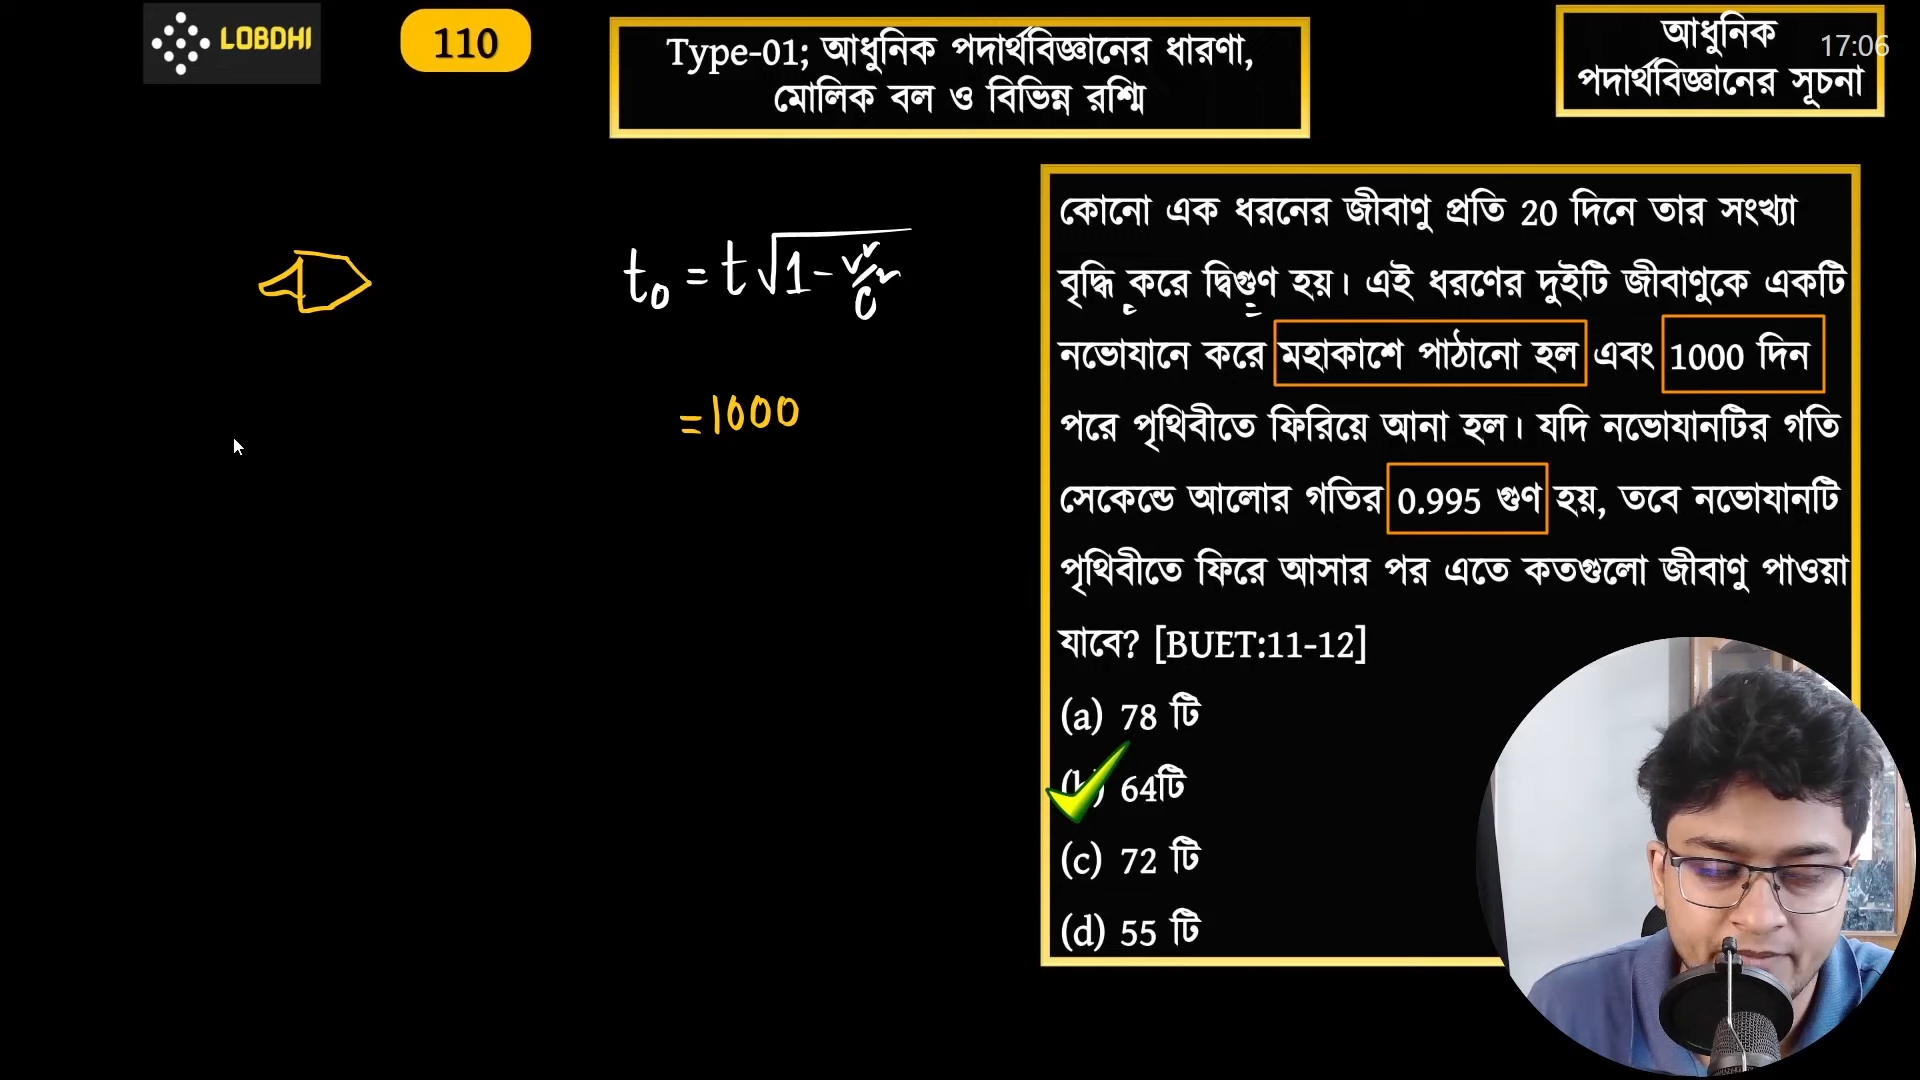 LOBDHI
110
Type-01; আধুনিক পদার্থবিজ্ঞানের ধারণা,
মোলিক বল ও বিভিন্ন রশ্মি
আধুনিক
পদার্থবিজ্ঞানের সূচনা
17:06
t₀ = t√1-v²/c²
=1000
কোনো এক ধরনের জীবাণু প্রতি 20 দিনে তার সংখ্যা
বৃদ্ধি করে দ্বিগুণ হয়। এই ধরণের দুইটি জীবাণুকে একটি
নভোযানে করে মহাকাশে পাঠানো হল এবং 1000 দিন
পরে পৃথিবীতে ফিরিয়ে আনা হল। যদি নভোযানটির গতি
সেকেন্ডে আলোর গতির 0.995 গুণ হয়, তবে নভোযানটি
পৃথিবীতে ফিরে আসার পর এতে কতগুলো জীবাণু পাওয়া
যাবে? [BUET:11-12]
(a) 78 টি
(b) 64টি
(c) 72 টি
(d) 55 টি